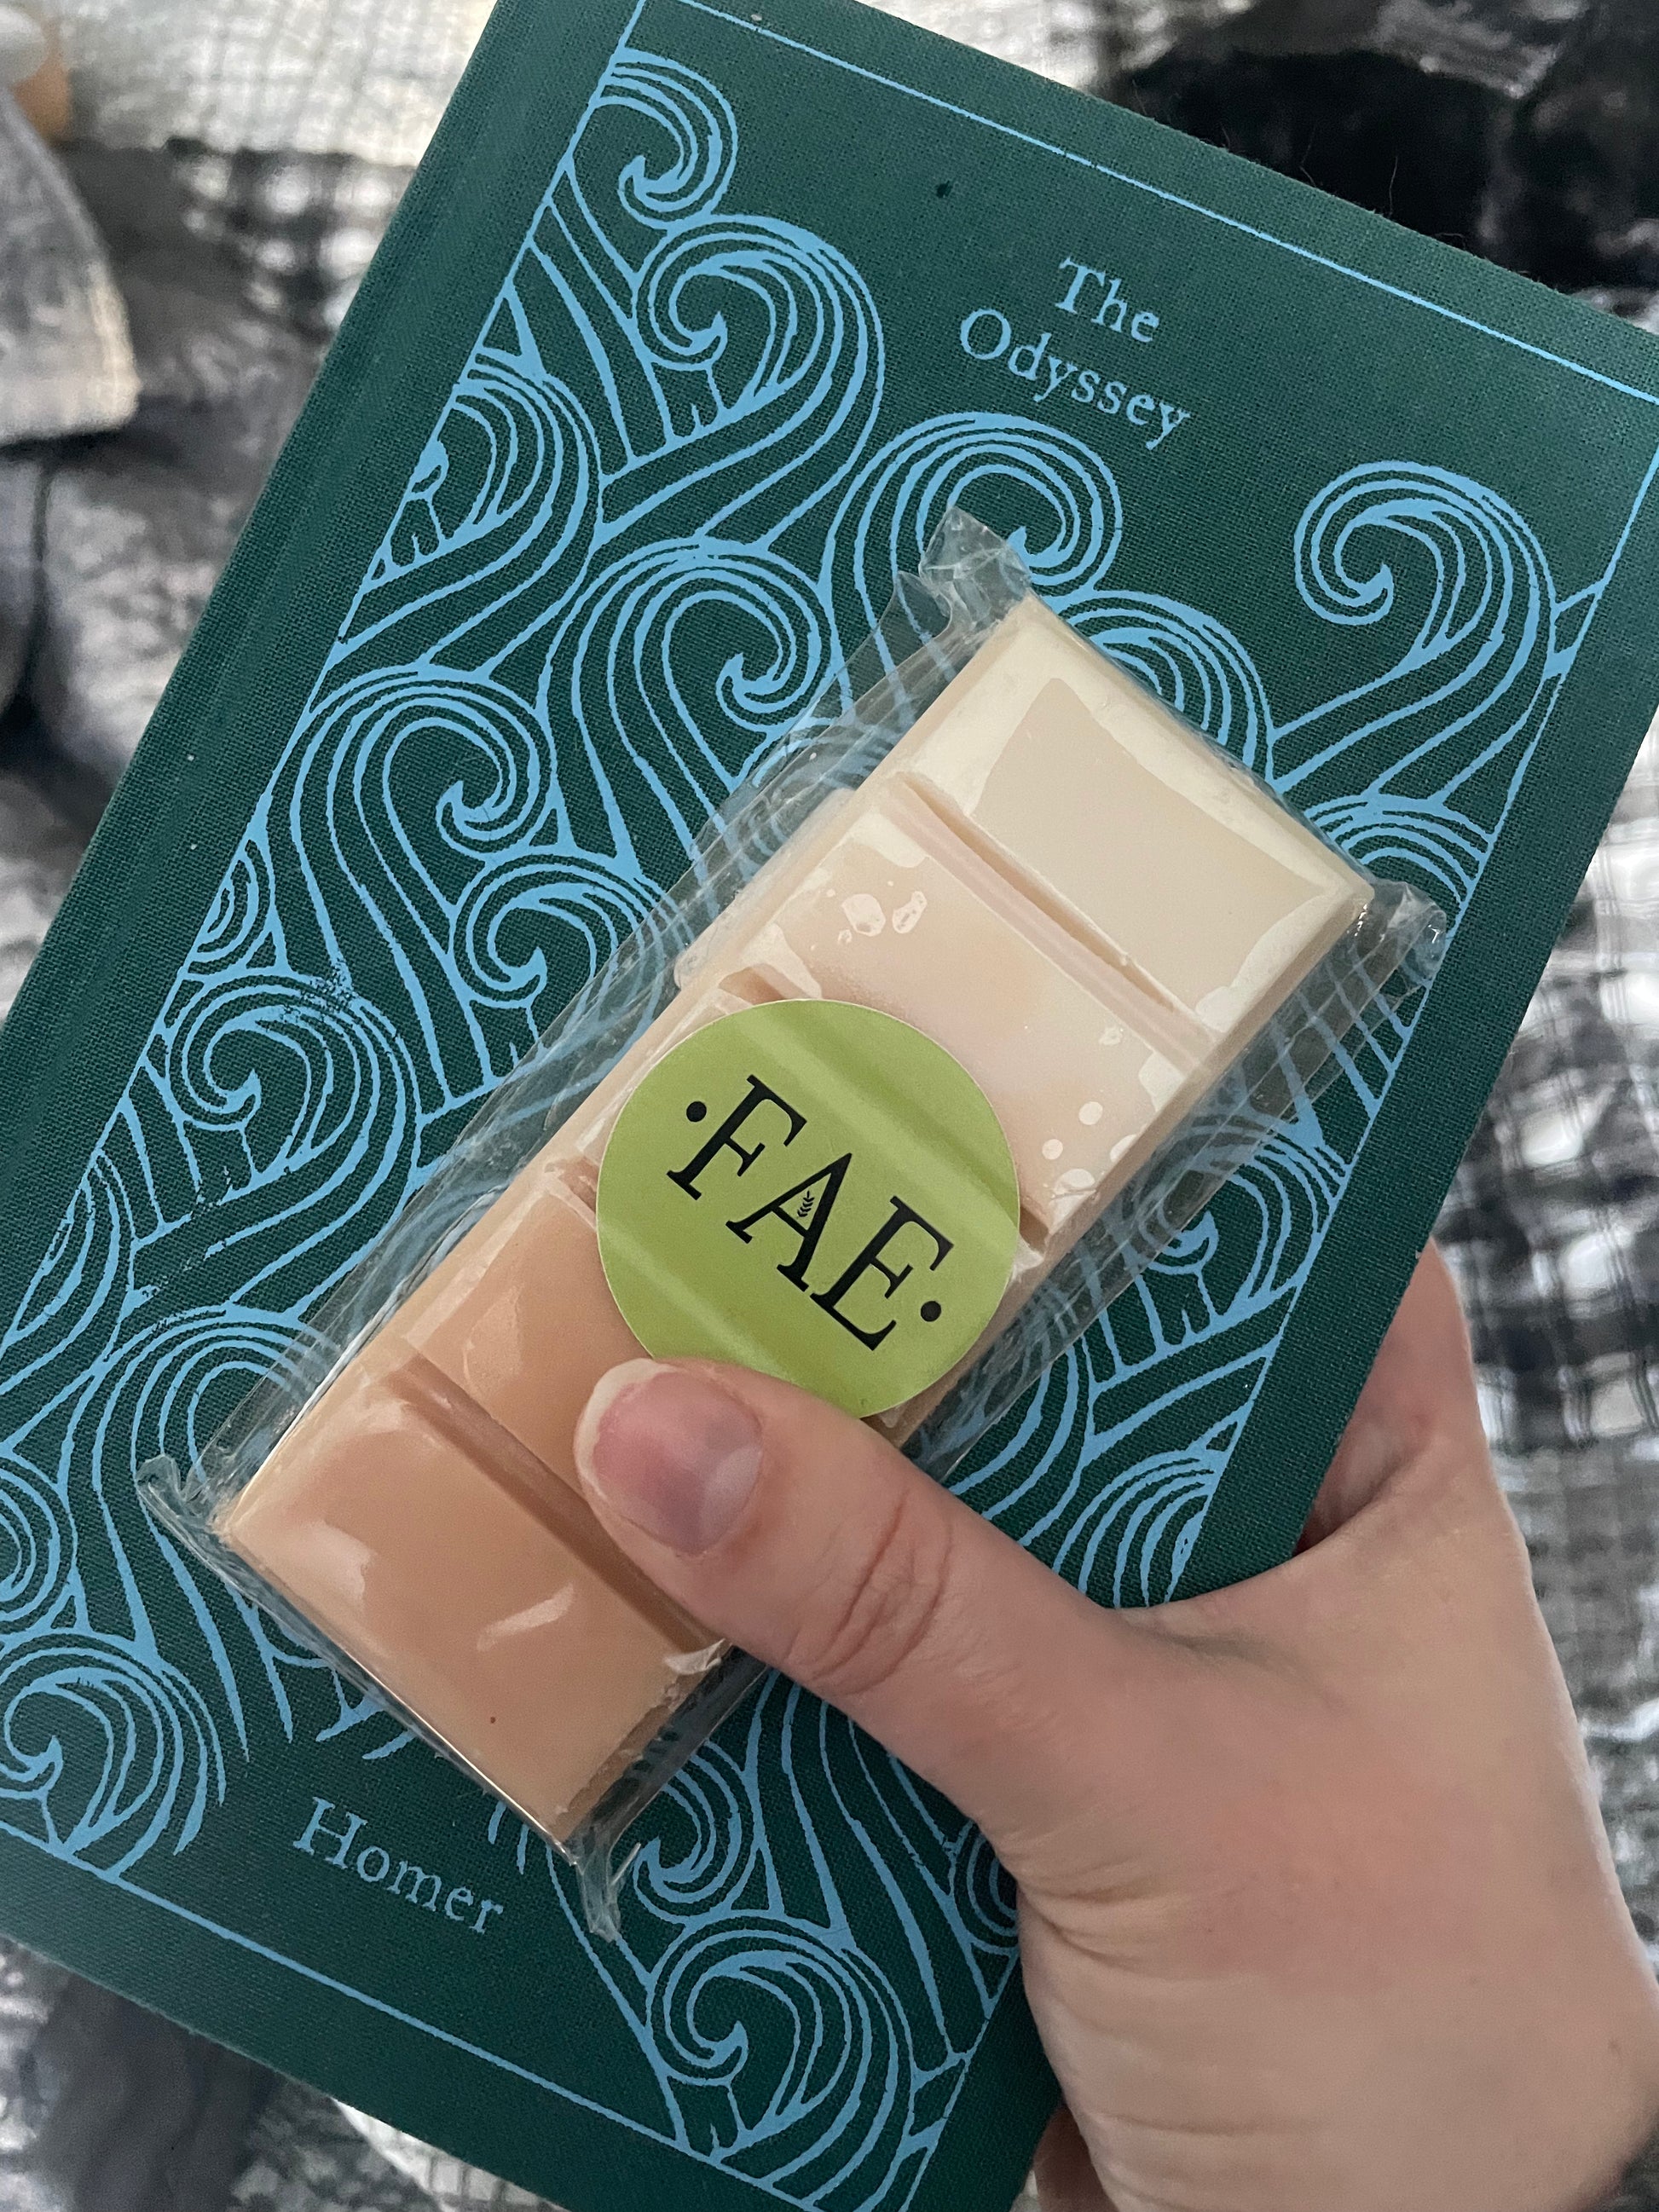 The
Odyssey
·FAE·
Homer